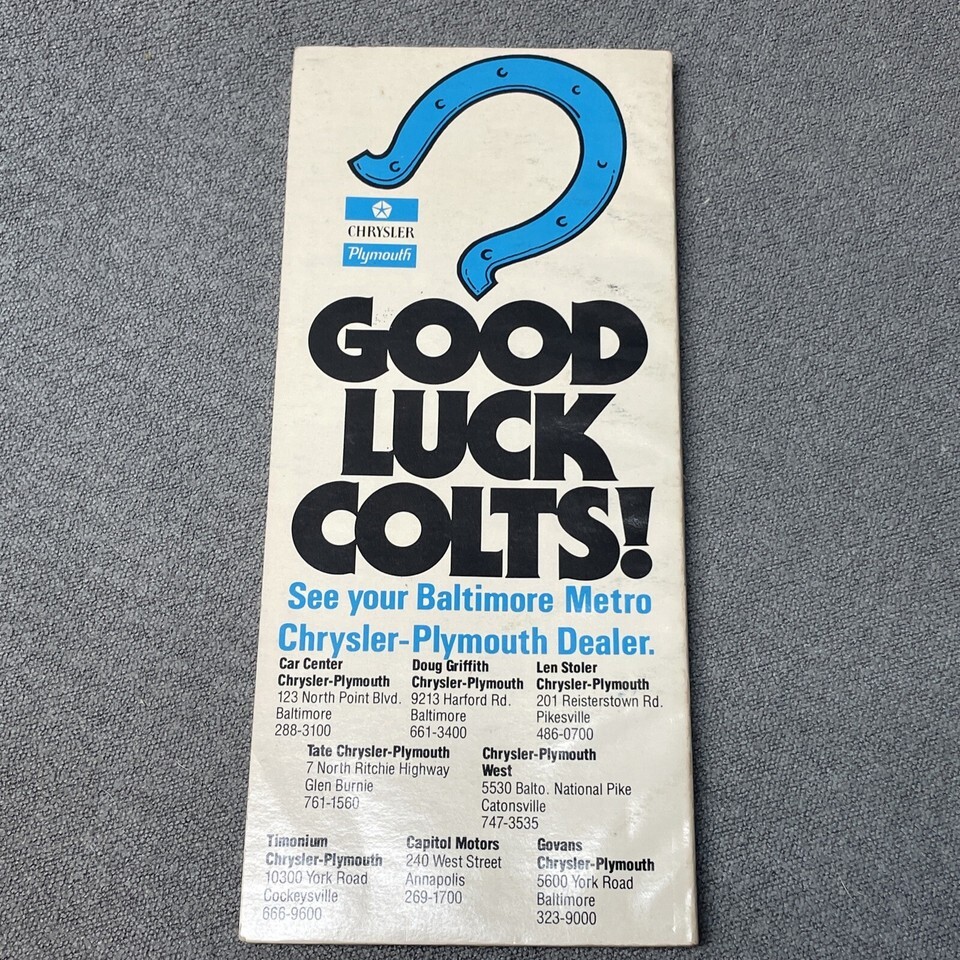 CHRYSLER
Plymouth
GOOD
LUCK
COLTS!
See your Baltimore Metro
Chrysler-Plymouth Dealer.
Car Center
Chrysler-Plymouth
123 North Point Blvd.
Baltimore
288-3100
Doug Griffith
Chrysler-Plymouth
9213 Harford Rd.
Baltimore
661-3400
Len Stoler
Chrysler-Plymouth
201 Reisterstown Rd.
Pikesville
486-0700
Tate Chrysler-Plymouth
7 North Ritchie Highway
Glen Burnie
761-1560
Chrysler-Plymouth
West
5530 Balto. National Pike
Catonsville
747-3535
Timonium
Chrysler-Plymouth
10300 York Road
Cockeysville
666-9600
Capitol Motors
240 West Street
Annapolis
269-1700
Govans
Chrysler-Plymouth
5600 York Road
Baltimore
323-9000